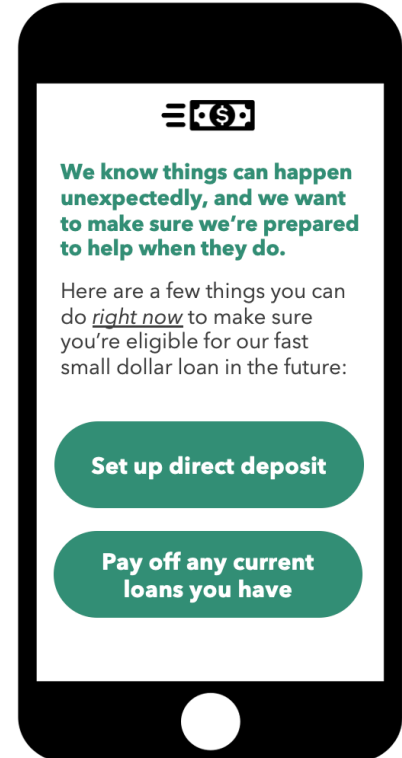 We know things can happen
unexpectedly, and we want
to make sure we’re prepared
to help when they do.
Here are a few things you can
do right now to make sure
you’re eligible for our fast
small dollar loan in the future:
Set up direct deposit
Pay off any current
loans you have